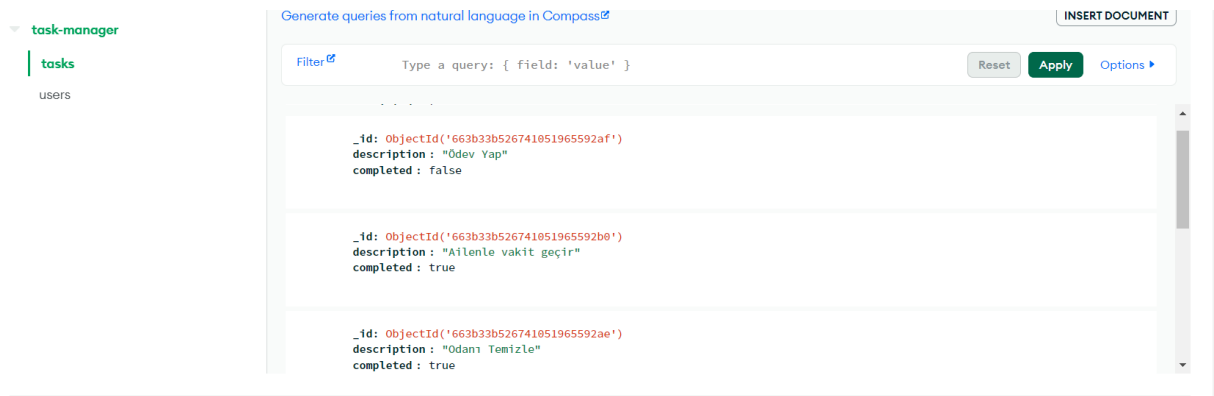 Generate queries from natural language in Compass
INSERT DOCUMENT
task-manager
tasks
users
Filter
Type a query: { field: 'value' }
Reset
Apply
Options
_id: ObjectId('663b33b526741051965592af')
description : "Ödev Yap"
completed : false
_id: ObjectId('663b33b526741051965592b0')
description : "Ailenle vakit geçir"
completed : true
_id: ObjectId('663b33b526741051965592ae')
description : "Odanı Temizle"
completed : true